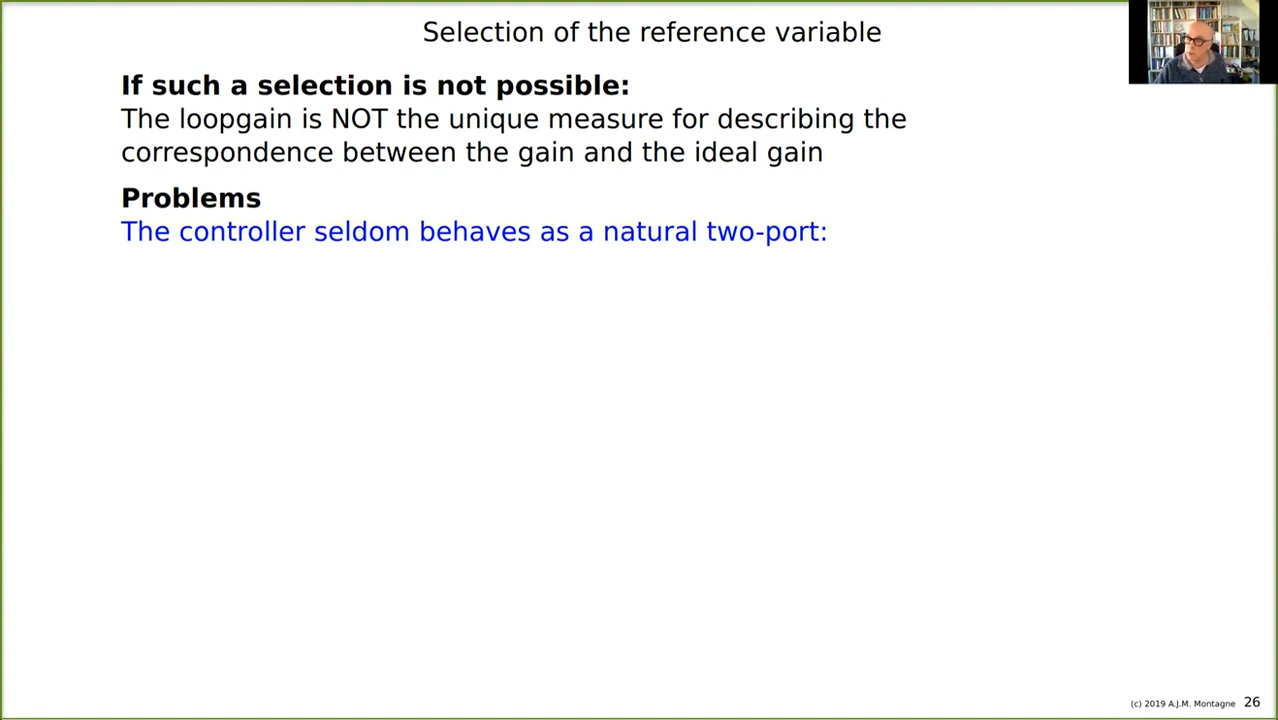 Selection of the reference variable
If such a selection is not possible:
The loopgain is NOT the unique measure for describing the
correspondence between the gain and the ideal gain
Problems
The controller seldom behaves as a natural two-port:
(c) 2019 A.J.M. Montagne 26